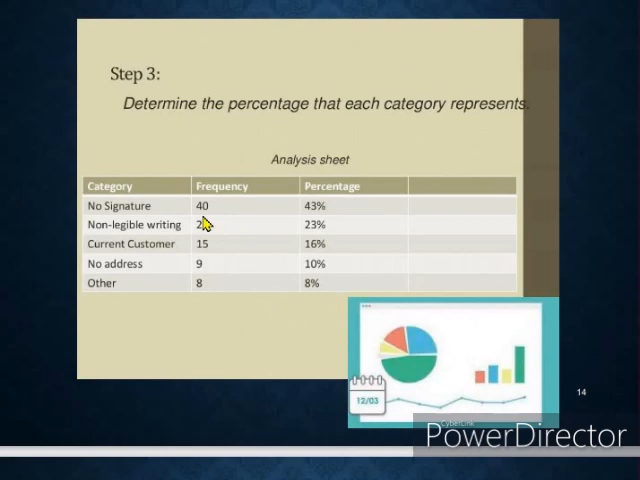 Step 3:
Determine the percentage that each category represents.
Analysis sheet
Category Frequency Percentage
No Signature 40 43%
Non-legible writing 23%
Current Customer 15 16%
No address 9 10%
Other 8 8%
12/03
14
CyberLink
PowerDirector